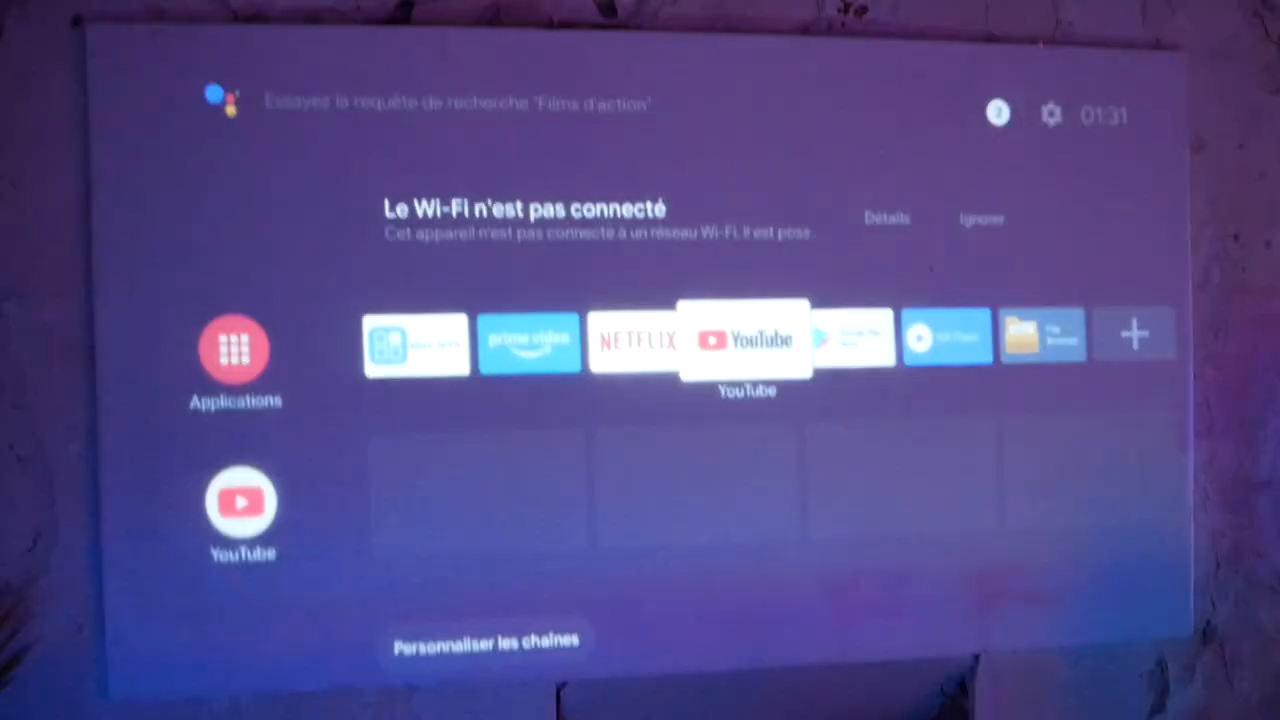 Essayez la requête de recherche "Films d'action"
2
01:31
Le Wi-Fi n'est pas connecté
Cet appareil n'est pas connecté à un réseau Wi-Fi. Il est poss...
Détails
Ignorer
prime video
NETFLIX
YouTube
YouTube
Applications
YouTube
Personnaliser les chaînes